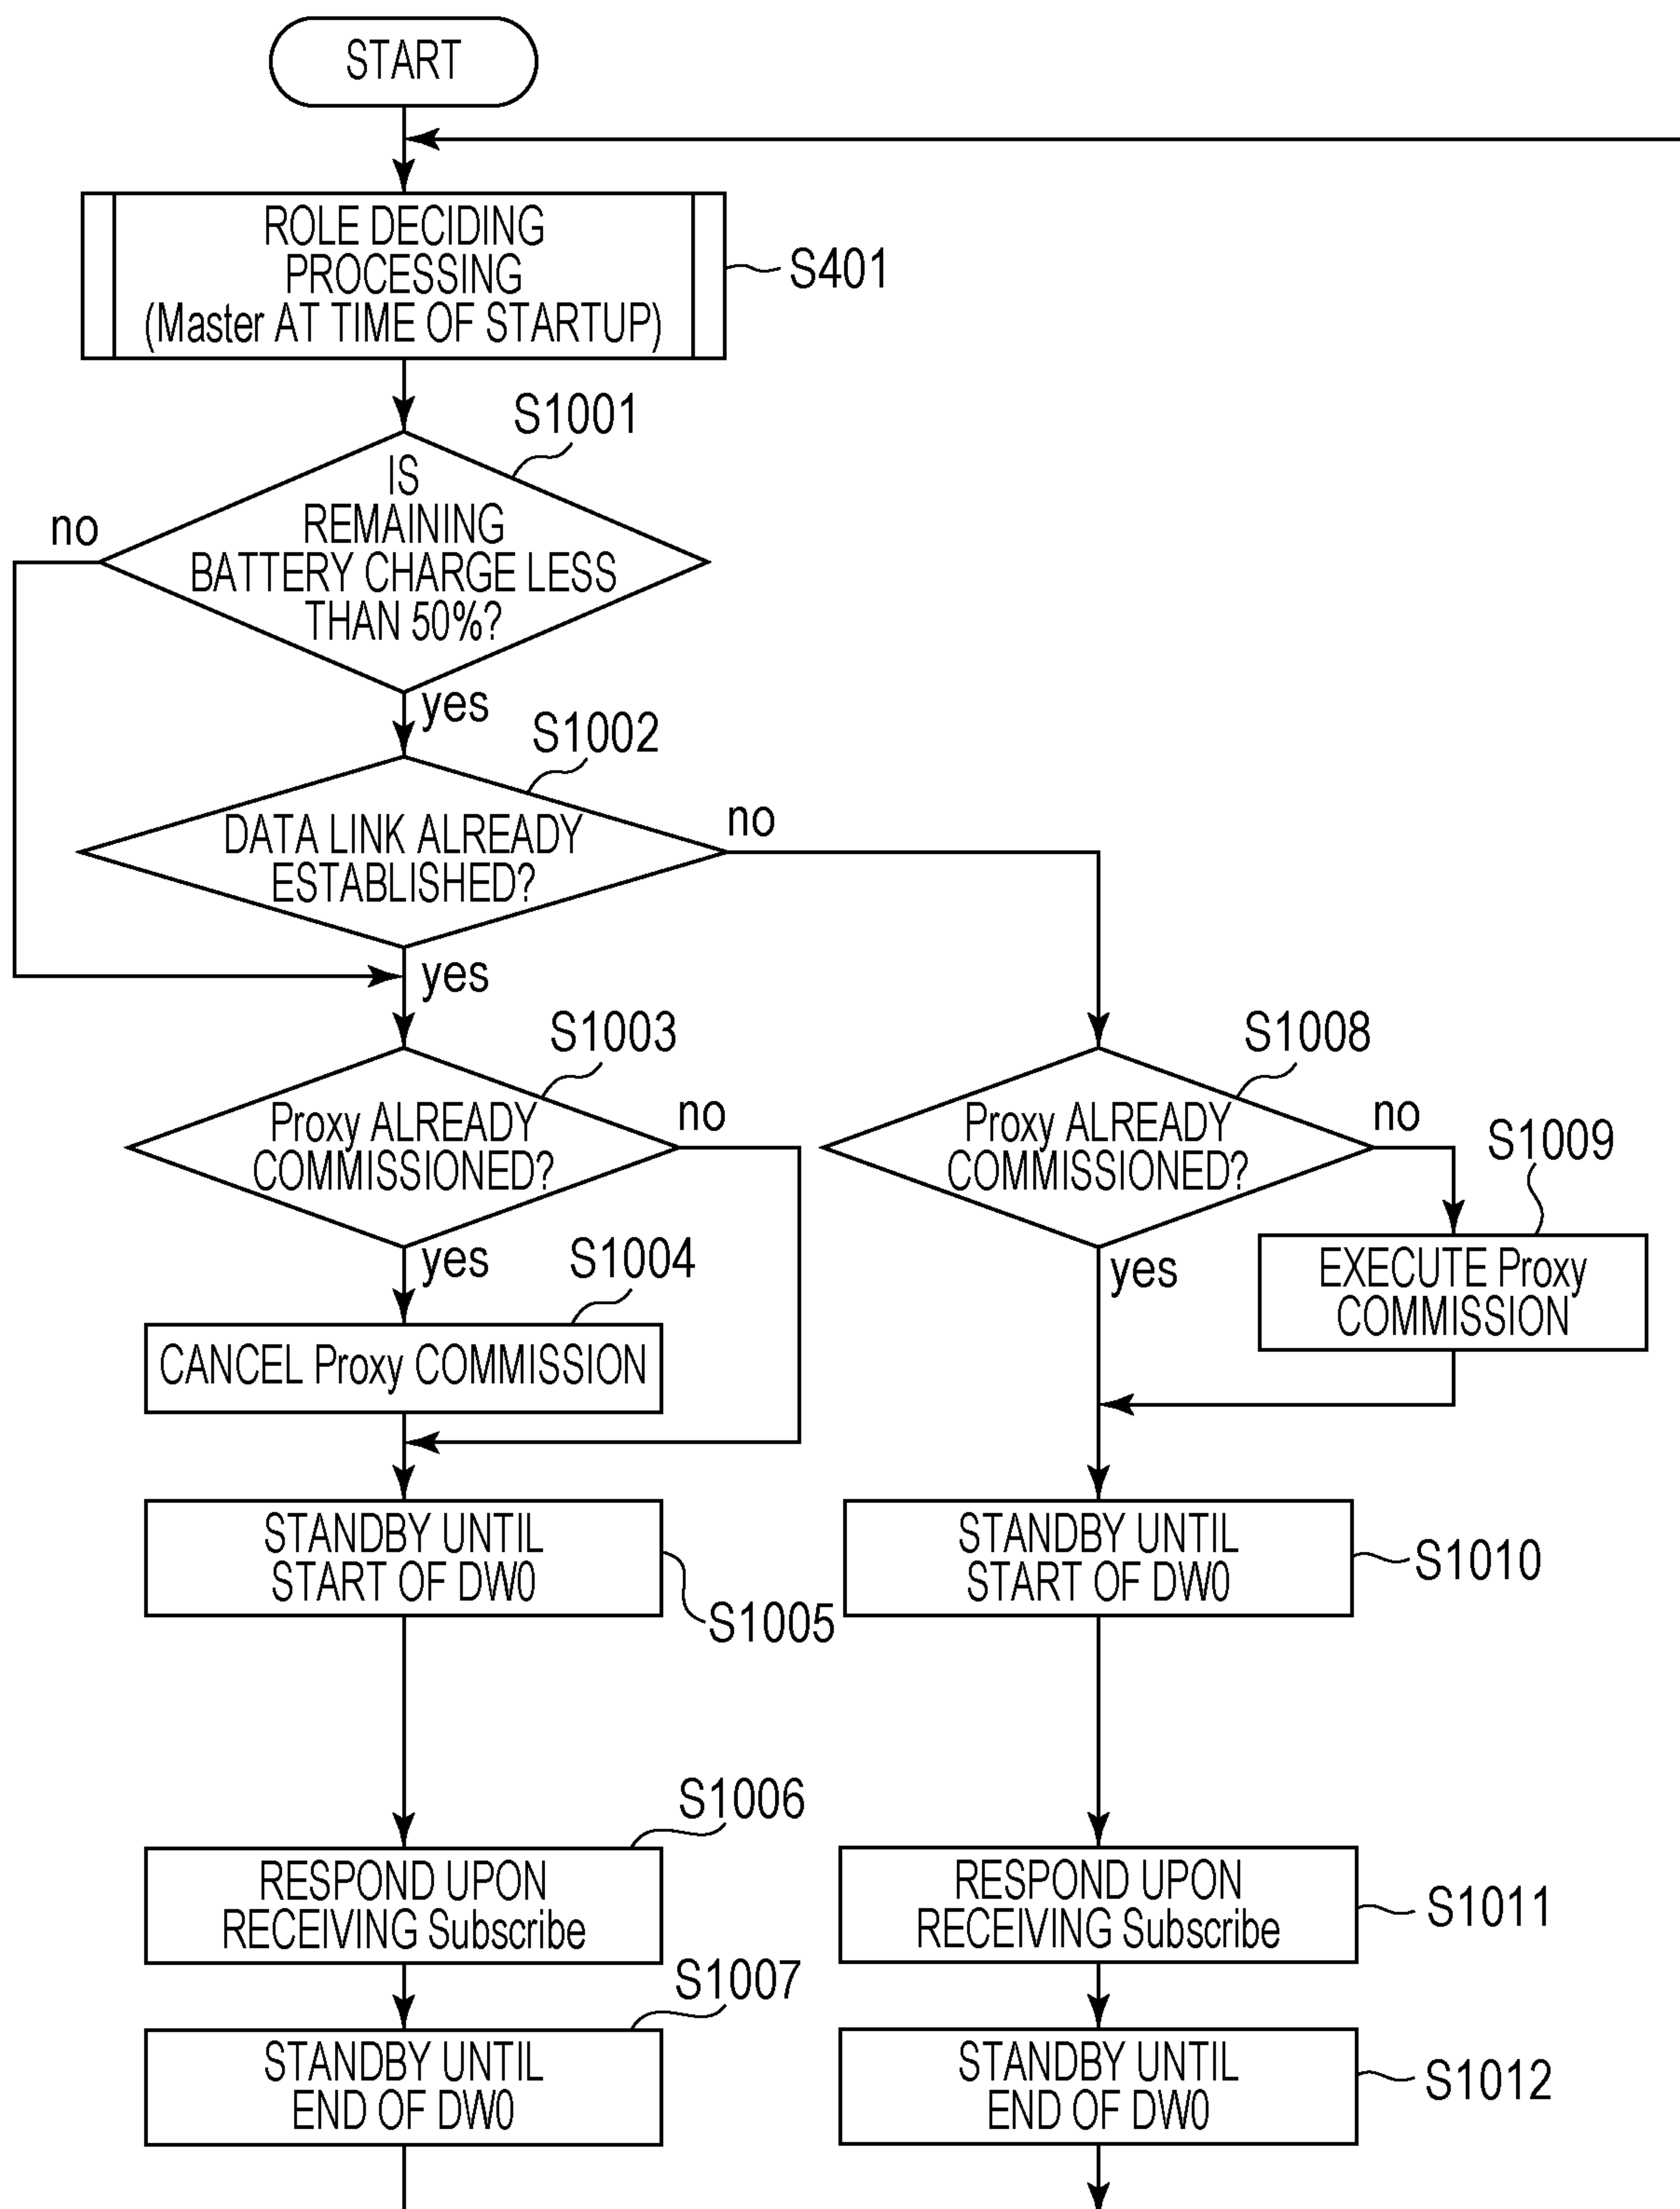 START
ROLE DECIDING
PROCESSING
(Master AT TIME OF STARTUP)
S401
S1001
IS
REMAINING
BATTERY CHARGE LESS
THAN 50%?
no
yes
S1002
DATA LINK ALREADY
ESTABLISHED?
no
yes
S1003
Proxy ALREADY
COMMISSIONED?
no
yes
S1004
CANCEL Proxy COMMISSION
S1008
Proxy ALREADY
COMMISSIONED?
no
yes
S1009
EXECUTE Proxy
COMMISSION
STANDBY UNTIL
START OF DW0
S1005
STANDBY UNTIL
START OF DW0
S1010
S1006
RESPOND UPON
RECEIVING Subscribe
RESPOND UPON
RECEIVING Subscribe
S1011
S1007
STANDBY UNTIL
END OF DW0
STANDBY UNTIL
END OF DW0
S1012